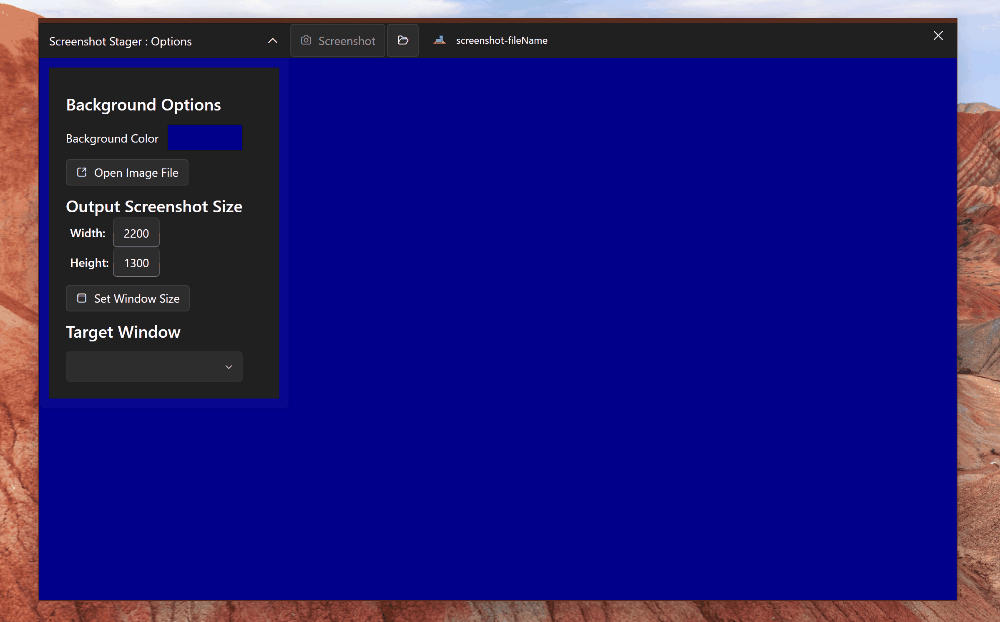 Screenshot Stager : Options
Screenshot
screenshot-fileName
Background Options
Background Color
Open Image File
Output Screenshot Size
Width: 2200
Height: 1300
Set Window Size
Target Window